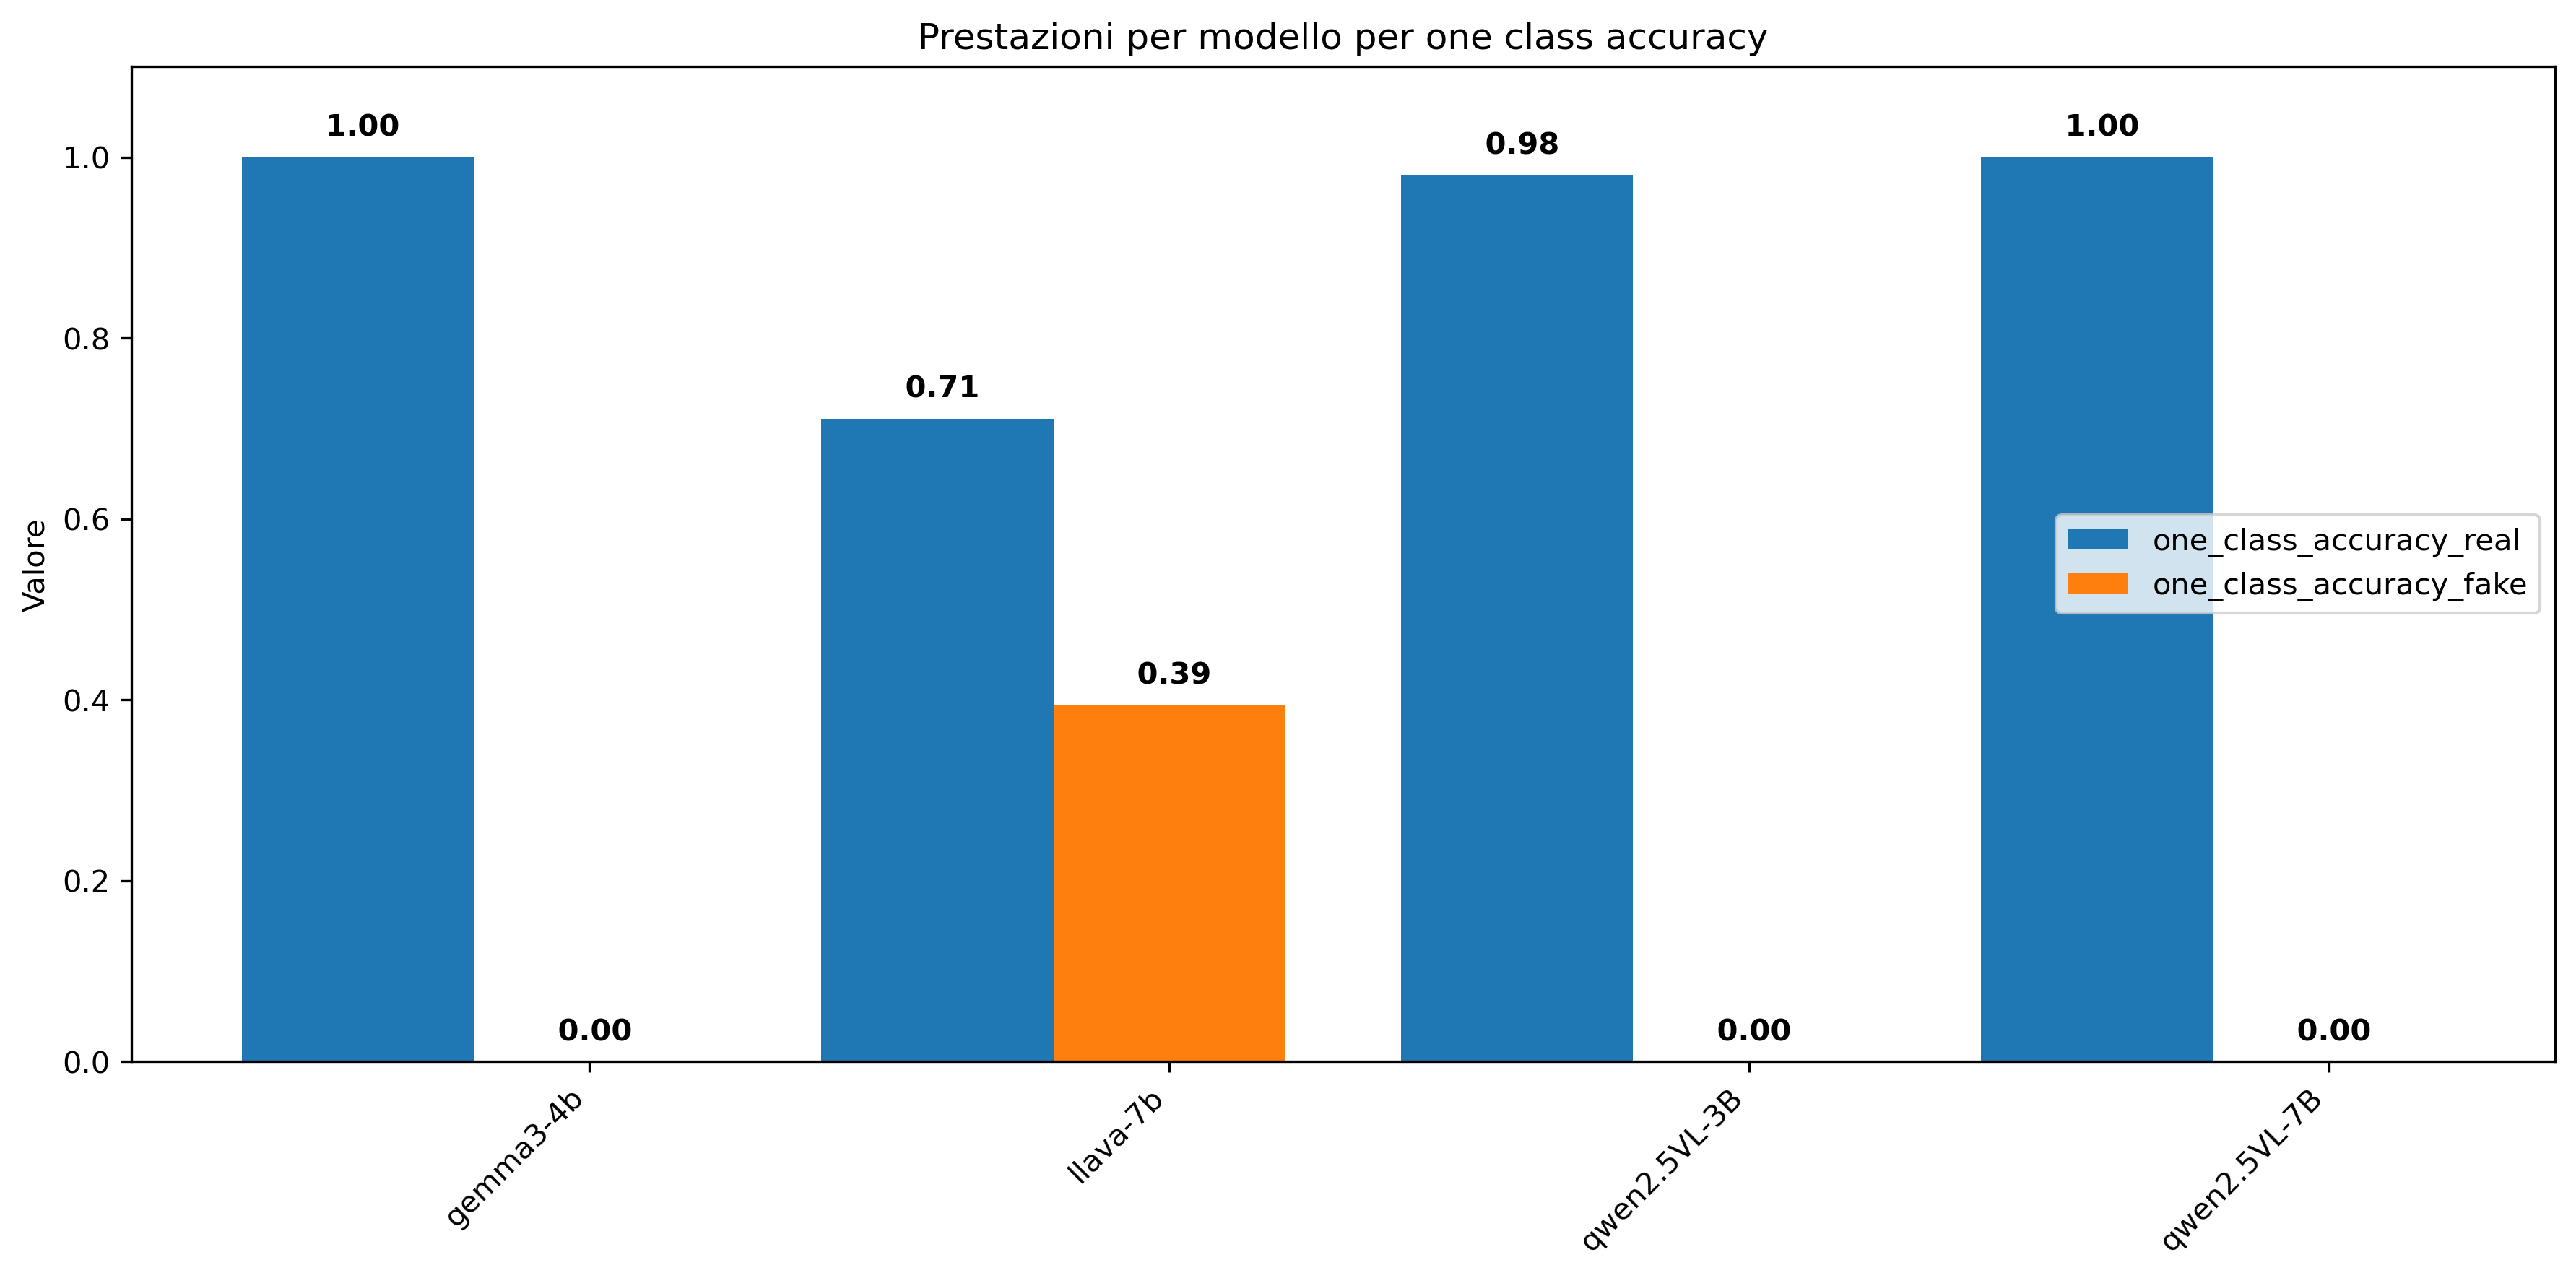 Prestazioni per modello per one class accuracy
Valore
1.0
0.8
0.6
0.4
0.2
0.0
1.00
0.00
0.71
0.39
0.98
0.00
1.00
0.00
one_class_accuracy_real
one_class_accuracy_fake
gemma3-4b
llava-7b
qwen2.5VL-3B
qwen2.5VL-7B